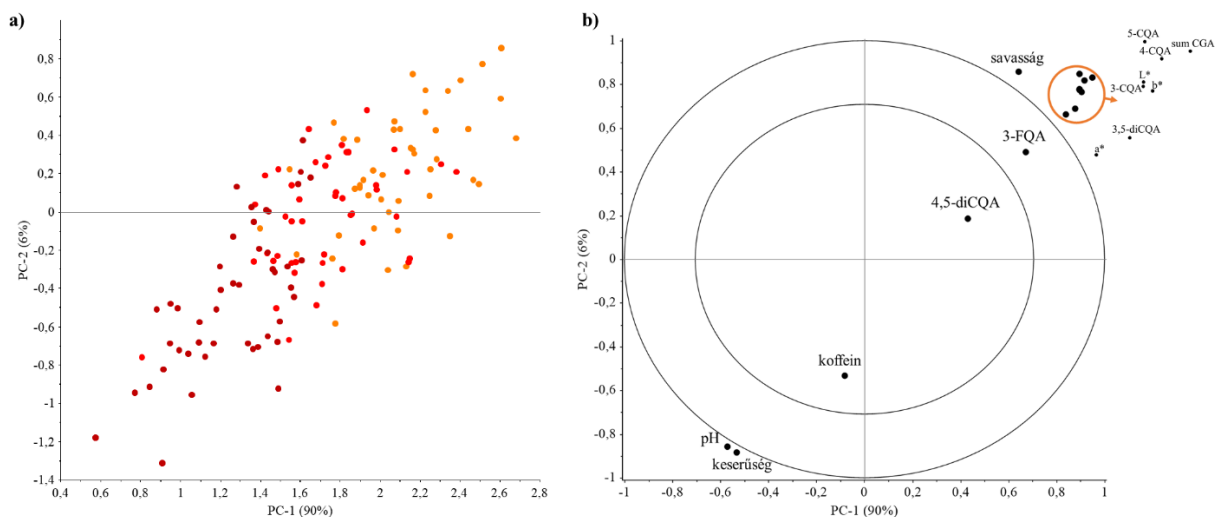 a)
PC-2 (6%)
0,8
0,6
0,4
0,2
0
-0,2
-0,4
-0,6
-0,8
-1
-1,2
-1,4
0,4 0,6 0,8 1 1,2 1,4 1,6 1,8 2 2,2 2,4 2,6 2,8
PC-1 (90%)
b)
PC-2 (6%)
1
0,8
0,6
0,4
0,2
0
-0,2
-0,4
-0,6
-0,8
-1
-1 -0,8 -0,6 -0,4 -0,2 0 0,2 0,4 0,6 0,8 1
PC-1 (90%)
5-CQA
4-CQA
sum CGA
savasság
L*
3-CQA
b*
3,5-diCQA
a*
3-FQA
4,5-diCQA
koffein
pH
keserűség